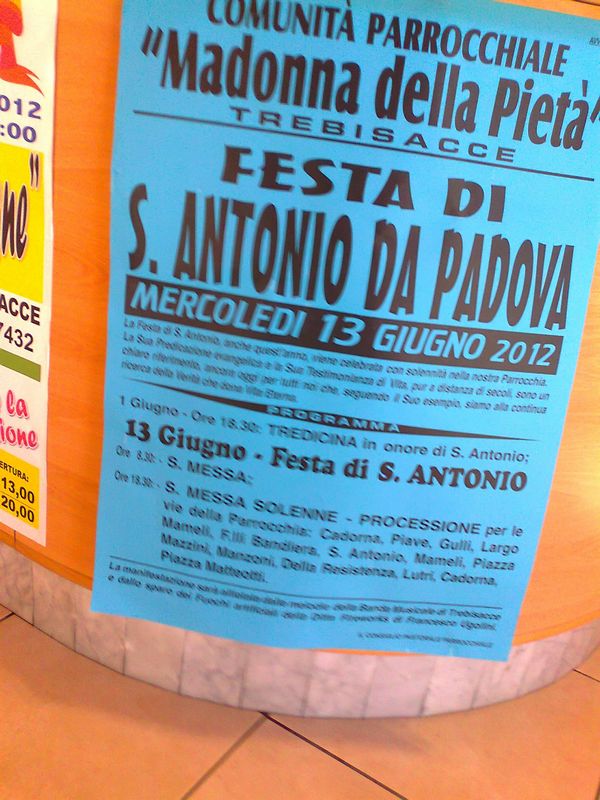 COMUNITÀ PARROCCHIALE
"Madonna della Pietà"
TREBISACCE
FESTA DI
S. ANTONIO DA PADOVA
MERCOLEDI 13 GIUGNO 2012
La Festa di S. Antonio, anche quest'anno, viene celebrata con solennità nella nostra Parrocchia.
La Sua Predicazione evangelica e la Sua Testimonianza di Vita, pur a distanza di secoli, sono un
chiaro riferimento, ancora oggi per tutti noi che, seguendo il Suo esempio, siamo alla continua
ricerca della Verità che dona Vita Eterna.
PROGRAMMA
1 Giugno - Ore 18.30: TREDICINA in onore di S. Antonio;
13 Giugno - Festa di S. ANTONIO
Ore 8.30: - S. MESSA;
Ore 18.30: - S. MESSA SOLENNE - PROCESSIONE per le
vie della Parrocchia: Cadorna, Piave, Gulli, Largo
Mameli, F.lli Bandiera, S. Antonio, Mameli, Piazza
Mazzini, Manzoni, Della Resistenza, Lutri, Cadorna,
Piazza Matteotti.
La manifestazione sarà allietata dalle melodie della Banda Musicale di Trebisacce
e dallo sparo dei Fuochi artificiali della Ditta Fireworks di Francesco Ugolini.
IL CONSIGLIO PASTORALE PARROCCHIALE
012
:00
ne"
ACCE
7432
la
ione
ERTURA:
13,00
20,00